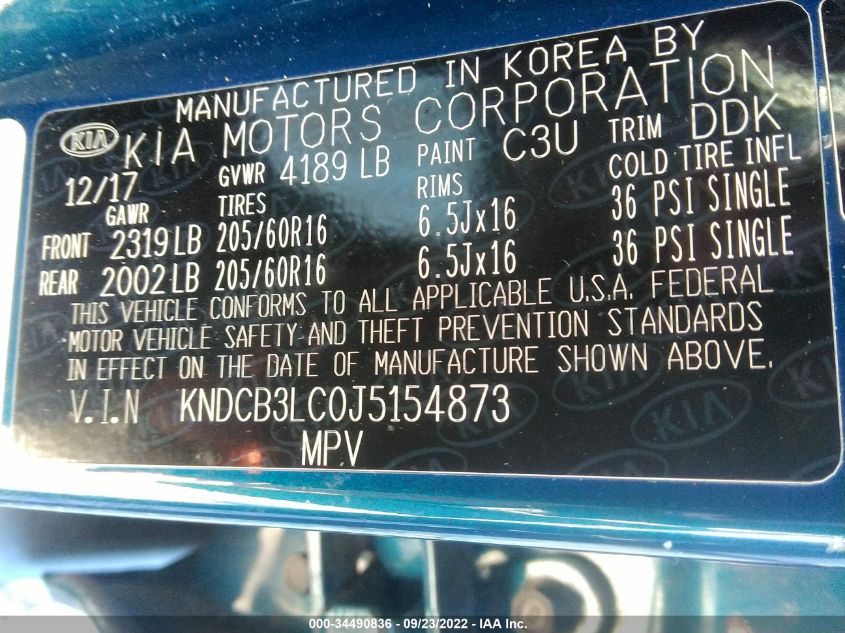 MANUFACTURED IN KOREA BY
KIA KIA MOTORS CORPORATION
12/17 GVWR 4189 LB PAINT C3U TRIM DDK
GAWR TIRES RIMS COLD TIRE INFL
FRONT 2319 LB 205/60R16 6.5Jx16 36 PSI SINGLE
REAR 2002 LB 205/60R16 6.5Jx16 36 PSI SINGLE
THIS VEHICLE CONFORMS TO ALL APPLICABLE U.S.A. FEDERAL
MOTOR VEHICLE SAFETY AND THEFT PREVENTION STANDARDS
IN EFFECT ON THE DATE OF MANUFACTURE SHOWN ABOVE.
V.I.N KNDCB3LC0J5154873
MPV
000-34490836 - 09/23/2022 - IAA Inc.